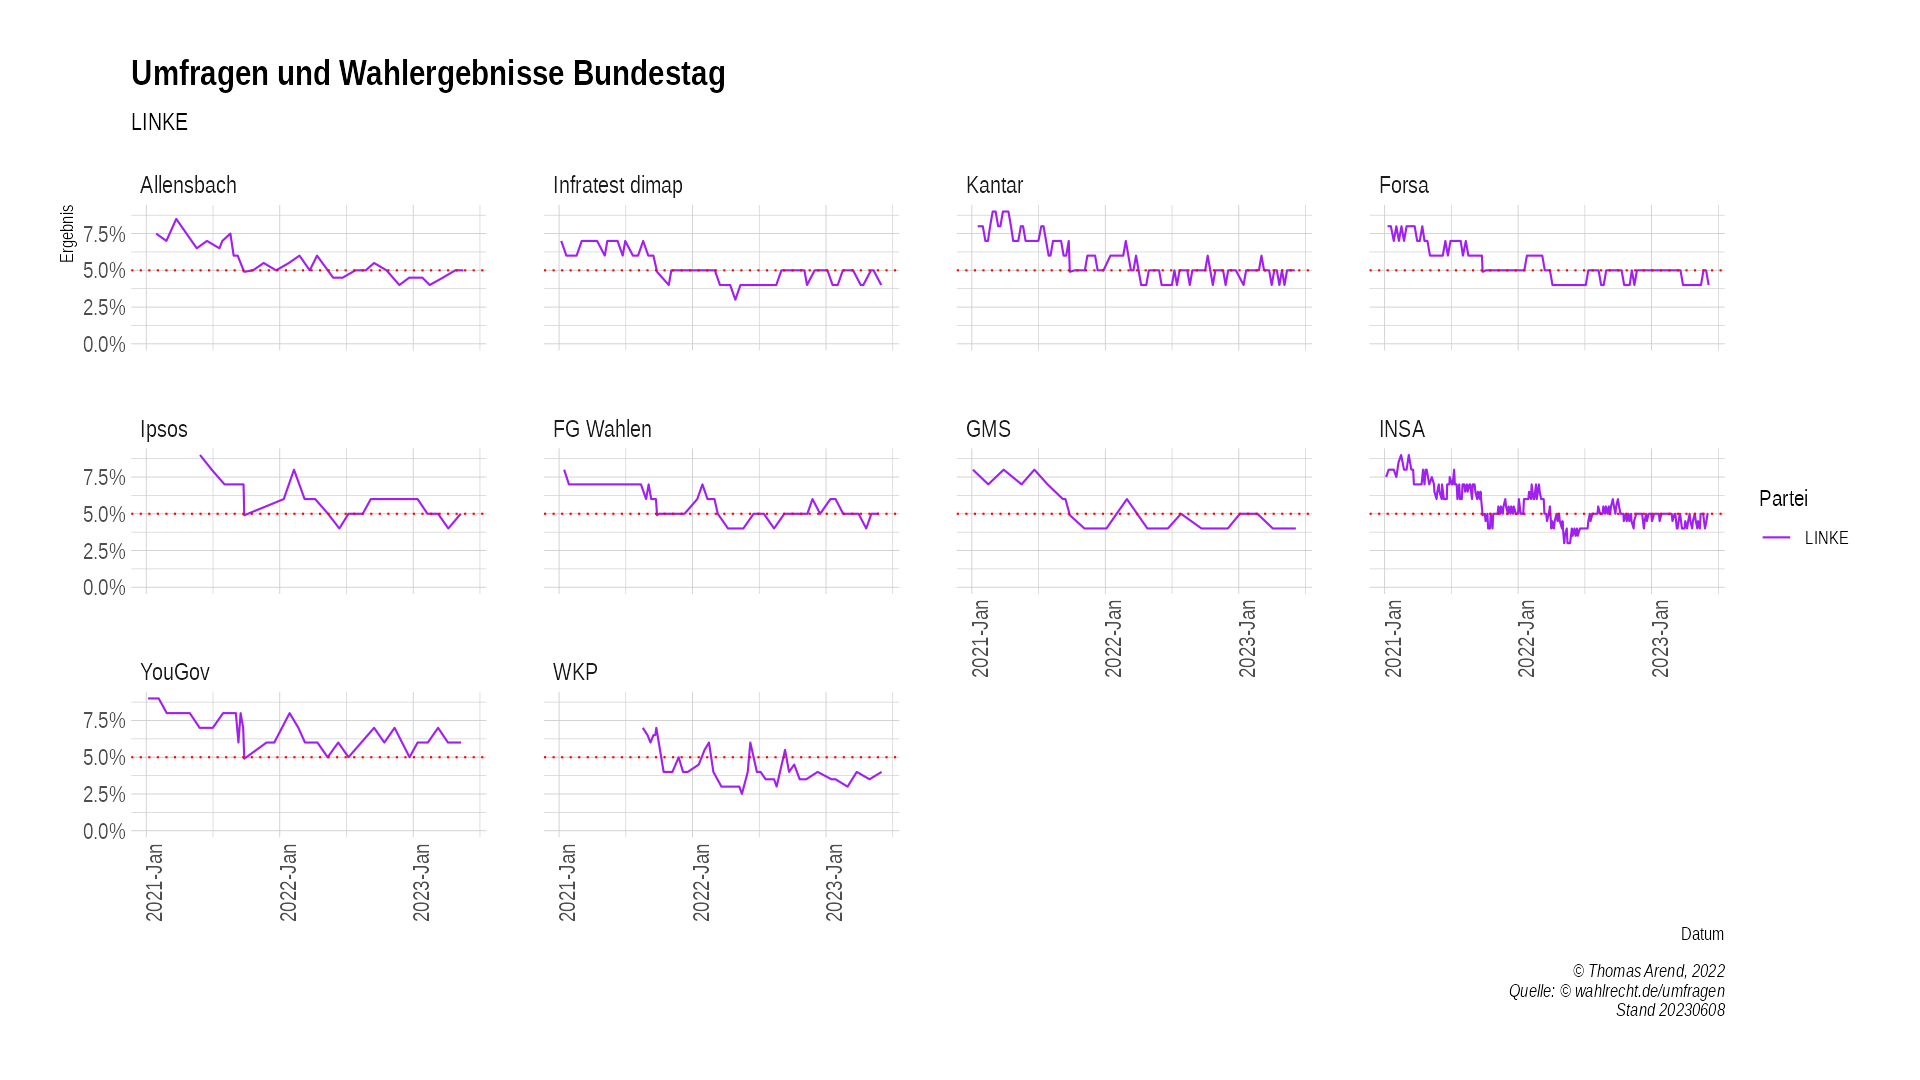 Umfragen und Wahlergebnisse Bundestag
LINKE
Allensbach
Infratest dimap
Kantar
Forsa
Ergebnis
7.5%
5.0%
2.5%
0.0%
Ipsos
FG Wahlen
GMS
INSA
7.5%
5.0%
2.5%
0.0%
2021-Jan
2022-Jan
2023-Jan
2021-Jan
2022-Jan
2023-Jan
Partei
LINKE
YouGov
WKP
7.5%
5.0%
2.5%
0.0%
2021-Jan
2022-Jan
2023-Jan
2021-Jan
2022-Jan
2023-Jan
Datum
© Thomas Arend, 2022
Quelle: © wahlrecht.de/umfragen
Stand 20230608